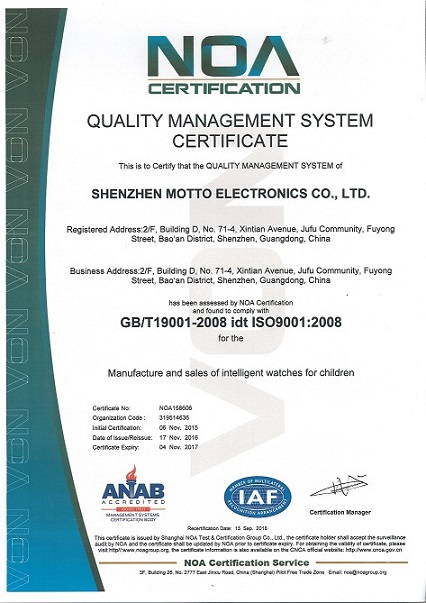 NOA
CERTIFICATION
QUALITY MANAGEMENT SYSTEM
CERTIFICATE
This is to Certify that the QUALITY MANAGEMENT SYSTEM of
SHENZHEN MOTTO ELECTRONICS CO., LTD.
Registered Address:2/F, Building D, No. 71-4, Xintian Avenue, Jufu Community, Fuyong
Street, Bao'an District, Shenzhen, Guangdong, China
Business Address:2/F, Building D, No. 71-4, Xintian Avenue, Jufu Community, Fuyong
Street, Bao'an District, Shenzhen, Guangdong, China
has been assessed by NOA Certification
and found to comply with
GB/T19001-2008 idt ISO9001:2008
for the
Manufacture and sales of intelligent watches for children
Certificate No: NOA158606
Organization Code : 319514636
Initial Certification: 06 Nov. 2015
Date of Issue/Reissue: 17 Nov. 2016
Certificate Expiry: 04 Nov. 2017
ANAB
ACCREDITED
MANAGEMENT SYSTEMS
CERTIFICATION BODY
MEMBER OF MULTILATERAL
RECOGNITION ARRANGEMENT
IAF
Certification Manager
Recertification Date: 15 Sep. 2018
This certificate is issued by Shanghai NOA Test & Certification Group Co., Ltd., the certificate holder shall accept the surveillance
audit by NOA and the certificate shall be updated by NOA prior to certificate expiry. For obtaining the validity of certificate, please
visit http://www.noagroup.org, the certificate information is also available on the CNCA official website: http://www.cnca.gov.cn
NOA Certification Service
3F, Building 28, No. 2777 East Jinxiu Road, China (Shanghai) Pilot Free Trade Zone Email: noa@noagroup.org